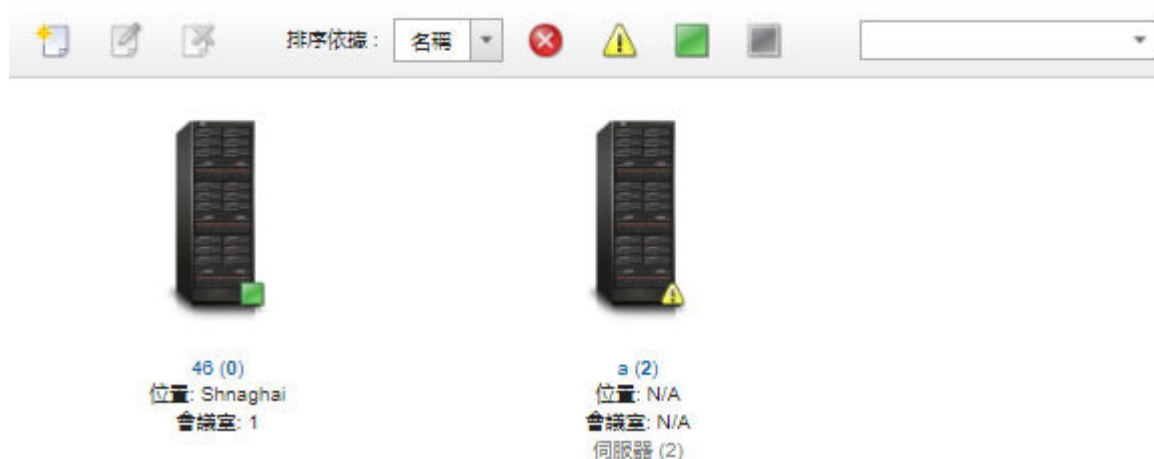 排序依據： 名稱
46 (0)
位置: Shnaghai
會議室: 1
a (2)
位置: N/A
會議室: N/A
伺服器 (2)